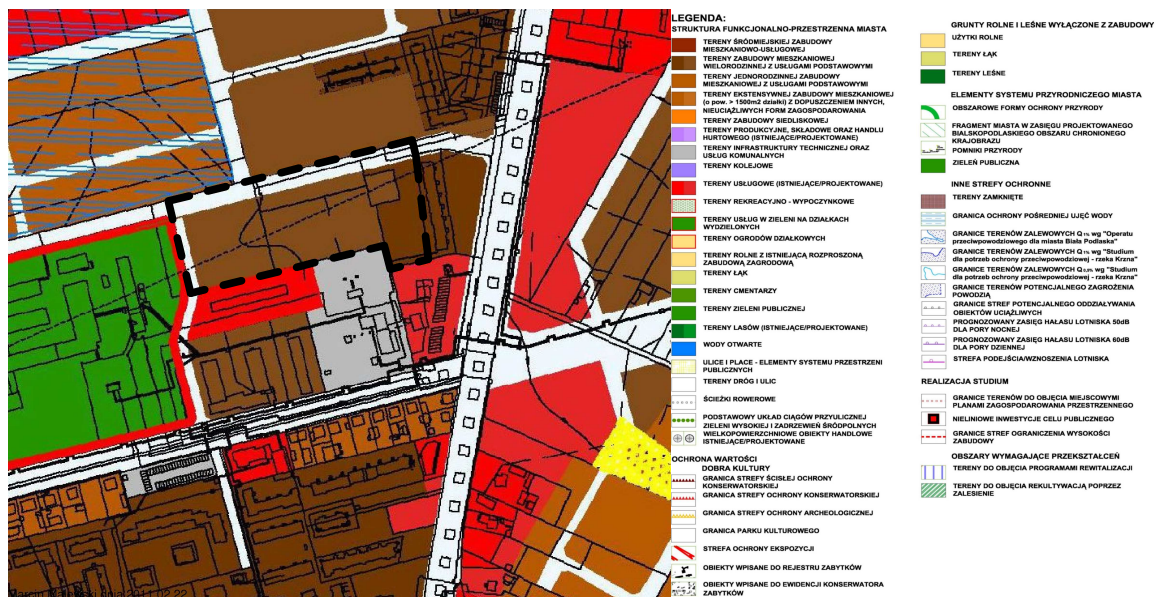 LEGENDA:
STRUKTURA FUNKCJONALNO-PRZESTRZENNA MIASTA
TERENY ŚRÓDMIEJSKIEJ ZABUDOWY
MIESZKANIOWO-USŁUGOWEJ
TERENY ZABUDOWY MIESZKANIOWEJ
WIELORODZINNEJ Z USŁUGAMI PODSTAWOWYMI
TERENY JEDNORODZINNEJ ZABUDOWY
MIESZKANIOWEJ Z USŁUGAMI PODSTAWOWYMI
TERENY EKSTENSYWNEJ ZABUDOWY MIESZKANIOWEJ
(o pow. > 1500m2 działki) Z DOPUSZCZENIEM INNYCH,
NIEUCIĄŻLIWYCH FORM ZAGOSPODAROWANIA
TERENY ZABUDOWY SIEDLISKOWEJ
TERENY PRODUKCYJNE, SKŁADOWE ORAZ HANDLU
HURTOWEGO (ISTNIEJĄCE/PROJEKTOWANE)
TERENY INFRASTRUKTURY TECHNICZNEJ ORAZ
USŁUG KOMUNALNYCH
TERENY KOLEJOWE
TERENY USŁUGOWE (ISTNIEJĄCE/PROJEKTOWANE)
TERENY REKREACYJNO - WYPOCZYNKOWE
TERENY USŁUG W ZIELENI NA DZIAŁKACH
WYDZIELONYCH
TERENY OGRODÓW DZIAŁKOWYCH
TERENY ROLNE Z ISTNIEJĄCĄ ROZPROSZONĄ
ZABUDOWĄ ZAGRODOWĄ
TERENY ŁĄK
TERENY CMENTARZY
TERENY ZIELENI PUBLICZNEJ
TERENY LASÓW (ISTNIEJĄCE/PROJEKTOWANE)
WODY OTWARTE
ULICE I PLACE - ELEMENTY SYSTEMU PRZESTRZENI
PUBLICZNYCH
TERENY DRÓG I ULIC
ŚCIEŻKI ROWEROWE
PODSTAWOWY UKŁAD CIĄGÓW PRZYULICZNEJ
ZIELENI WYSOKIEJ I ZADRZEWIEŃ ŚRÓDPOLNYCH
WIELKOPOWIERZCHNIOWE OBIEKTY HANDLOWE
ISTNIEJĄCE/PROJEKTOWANE
OCHRONA WARTOŚCI
DOBRA KULTURY
GRANICA STREFY ŚCISŁEJ OCHRONY
KONSERWATORSKIEJ
GRANICA STREFY OCHRONY KONSERWATORSKIEJ
GRANICA STREFY OCHRONY ARCHEOLOGICZNEJ
GRANICA PARKU KULTUROWEGO
STREFA OCHRONY EKSPOZYCJI
OBIEKTY WPISANE DO REJESTRU ZABYTKÓW
OBIEKTY WPISANE DO EWIDENCJI KONSERWATORA
ZABYTKÓW
GRUNTY ROLNE I LEŚNE WYŁĄCZONE Z ZABUDOWY
UŻYTKI ROLNE
TERENY ŁĄK
TERENY LEŚNE
ELEMENTY SYSTEMU PRZYRODNICZEGO MIASTA
OBSZAROWE FORMY OCHRONY PRZYRODY
FRAGMENT MIASTA W ZASIĘGU PROJEKTOWANEGO
BIALSKOPODLASKIEGO OBSZARU CHRONIONEGO
KRAJOBRAZU
POMNIKI PRZYRODY
ZIELEŃ PUBLICZNA
INNE STREFY OCHRONNE
TERENY ZAMKNIĘTE
GRANICA OCHRONY POŚREDNIEJ UJĘĆ WODY
GRANICE TERENÓW ZALEWOWYCH Q 1% wg "Operatu
przeciwpowodziowego dla miasta Biała Podlaska"
GRANICE TERENÓW ZALEWOWYCH Q 1% wg "Studium
dla potrzeb ochrony przeciwpowodziowej - rzeka Krzna"
GRANICE TERENÓW ZALEWOWYCH Q 0,5% wg "Studium
dla potrzeb ochrony przeciwpowodziowej - rzeka Krzna"
GRANICE TERENÓW POTENCJALNEGO ZAGROŻENIA
POWODZIĄ
GRANICE STREF POTENCJALNEGO ODDZIAŁYWANIA
OBIEKTÓW UCIĄŻLIWYCH
PROGNOZOWANY ZASIĘG HAŁASU LOTNISKA 50dB
DLA PORY NOCNEJ
PROGNOZOWANY ZASIĘG HAŁASU LOTNISKA 60dB
DLA PORY DZIENNEJ
STREFA PODEJŚCIA/WZNOSZENIA LOTNISKA
REALIZACJA STUDIUM
GRANICE TERENÓW DO OBJĘCIA MIEJSCOWYMI
PLANAMI ZAGOSPODAROWANIA PRZESTRZENNEGO
NIELINIOWE INWESTYCJE CELU PUBLICZNEGO
GRANICE STREF OGRANICZENIA WYSOKOŚCI
ZABUDOWY
OBSZARY WYMAGAJĄCE PRZEKSZTAŁCEŃ
TERENY DO OBJĘCIA PROGRAMAMI REWITALIZACJI
TERENY DO OBJĘCIA REKULTYWACJĄ POPRZEZ
ZALESIENIE